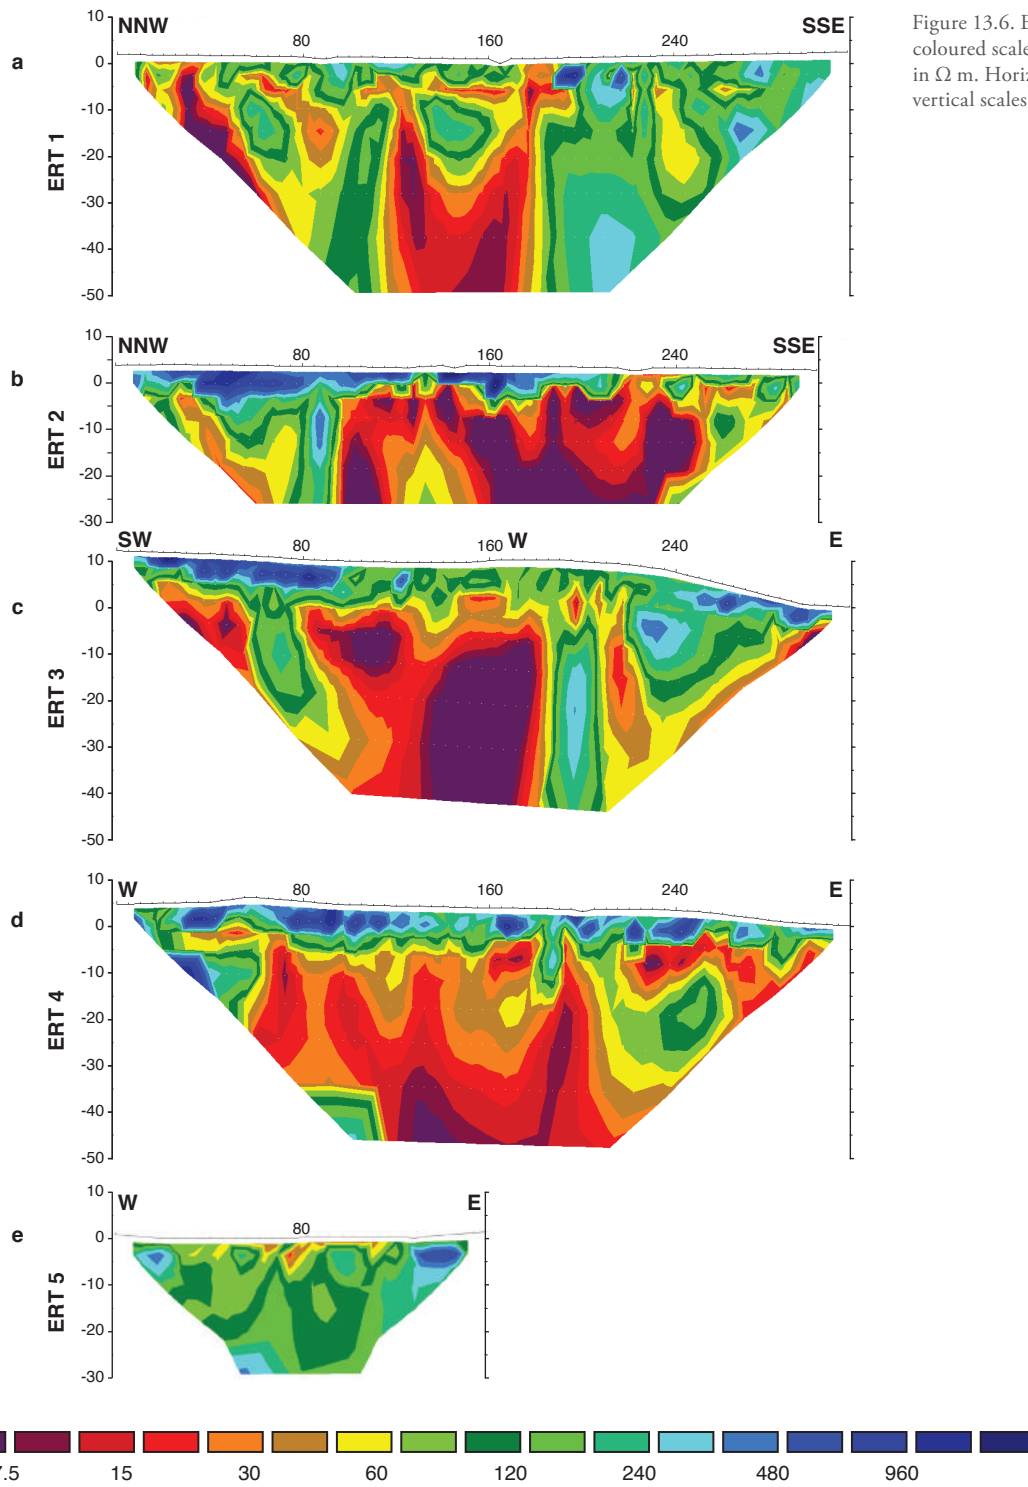 Figure 13.6. E
coloured scale
in Ω m. Horiz
vertical scales
a
ERT 1
NNW
80
160
240
SSE
10
0
-10
-20
-30
-40
-50
b
ERT 2
NNW
80
160
240
SSE
10
0
-10
-20
-30
c
ERT 3
SW
80
160
W
240
E
10
0
-10
-20
-30
-40
-50
d
ERT 4
W
80
160
240
E
10
0
-10
-20
-30
-40
-50
e
ERT 5
W
80
E
10
0
-10
-20
-30
7.5 15 30 60 120 240 480 960